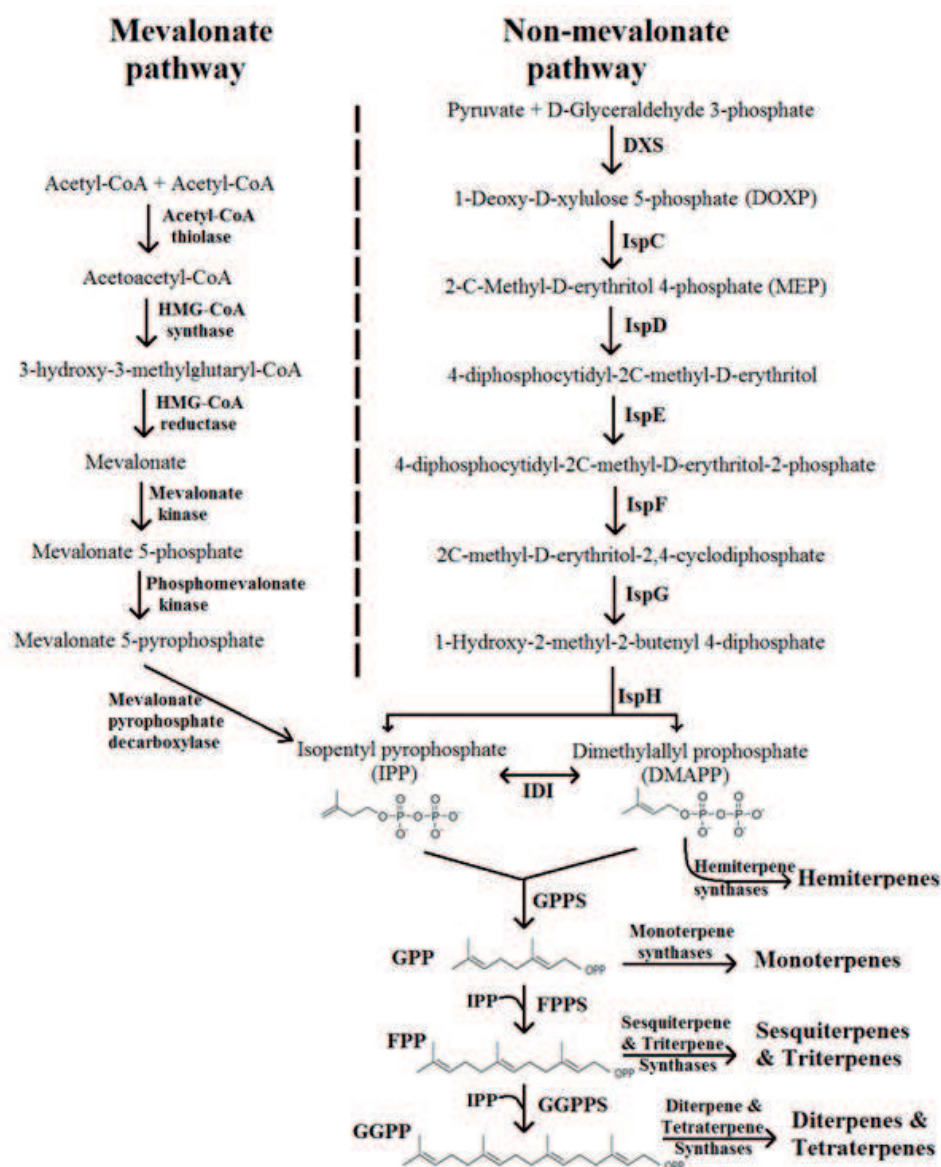 Mevalonate
pathway
Acetyl-CoA + Acetyl-CoA
Acetyl-CoA
thiolase
Acetoacetyl-CoA
HMG-CoA
synthase
3-hydroxy-3-methylglutaryl-CoA
HMG-CoA
reductase
Mevalonate
Mevalonate
kinase
Mevalonate 5-phosphate
Phosphomevalonate
kinase
Mevalonate 5-pyrophosphate
Mevalonate
pyrophosphate
decarboxylase
Non-mevalonate
pathway
Pyruvate + D-Glyceraldehyde 3-phosphate
DXS
1-Deoxy-D-xylulose 5-phosphate (DOXP)
IspC
2-C-Methyl-D-erythritol 4-phosphate (MEP)
IspD
4-diphosphocytidyl-2C-methyl-D-erythritol
IspE
4-diphosphocytidyl-2C-methyl-D-erythritol-2-phosphate
IspF
2C-methyl-D-erythritol-2,4-cyclodiphosphate
IspG
1-Hydroxy-2-methyl-2-butenyl 4-diphosphate
IspH
Isopentyl pyrophosphate
(IPP)
IDI
Dimethylallyl prophosphate
(DMAPP)
O O
O P O P O⁻
O⁻ O⁻
O O
O P O P O⁻
O⁻ O⁻
Hemiterpene
synthases
Hemiterpenes
GPPS
GPP
OPP
Monoterpene
synthases
Monoterpenes
IPP
FPPS
FPP
OPP
Sesquiterpene
& Triterpene
Synthases
Sesquiterpenes
& Triterpenes
IPP
GGPPS
GGPP
OPP
Diterpene &
Tetraterpene
Synthases
Diterpenes &
Tetraterpenes